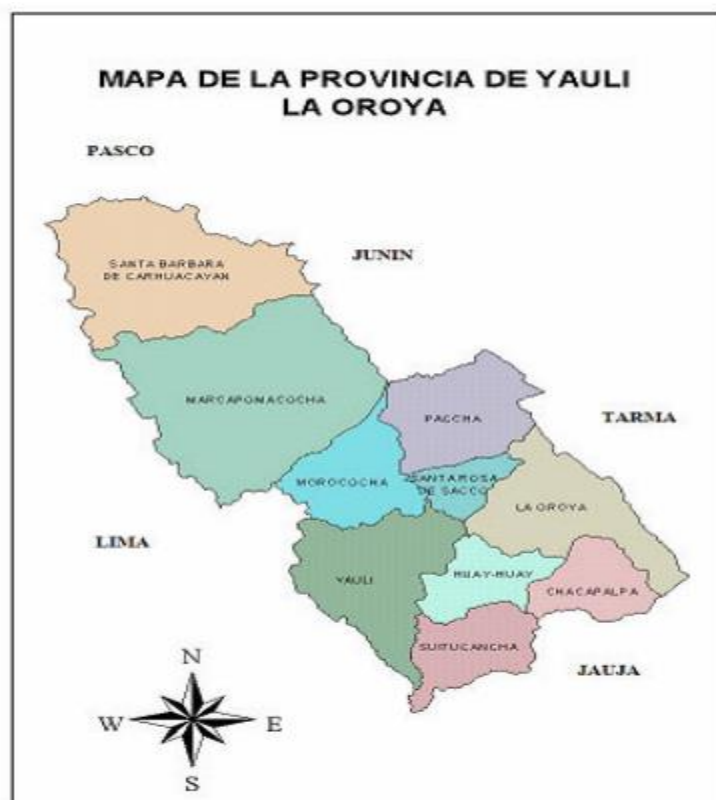 MAPA DE LA PROVINCIA DE YAULI
LA OROYA
PASCO
JUNIN
SANTA BARBARA
DE CARHUACAYAN
MARCAPOMACOCHA
PACCHA
TARMA
MOROCOCHA
SANTA ROSA
DE SACCO
LA OROYA
LIMA
YAULI
HUAY-HUAY
CHACAPALPA
SUITUCANCHA
JAUJA
N
W
E
S